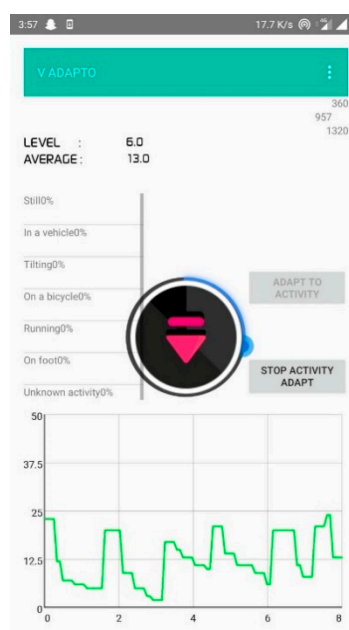 3:57 17.7 K/s
V ADAPTO
360
957
1320
LEVEL : 6.0
AVERAGE : 13.0
Still0%
In a vehicle0%
Tilting0%
On a bicycle0%
ADAPT TO
ACTIVITY
Running0%
On foot0%
STOP ACTIVITY
ADAPT
Unknown activity0%
50
37.5
25
12.5
0
0 2 4 6 8